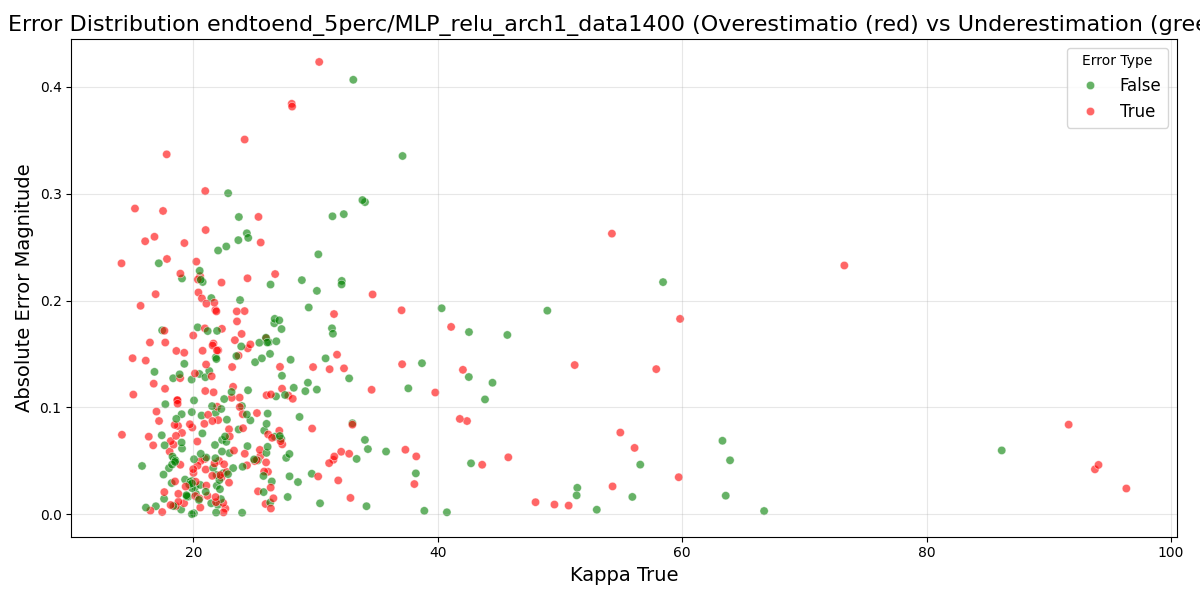 Error Distribution endtoend_5perc/MLP_relu_arch1_data1400 (Overestimatio (red) vs Underestimation (gree
Error Type
False
True
Absolute Error Magnitude
0.4
0.3
0.2
0.1
0.0
20 40 60 80 100
Kappa True